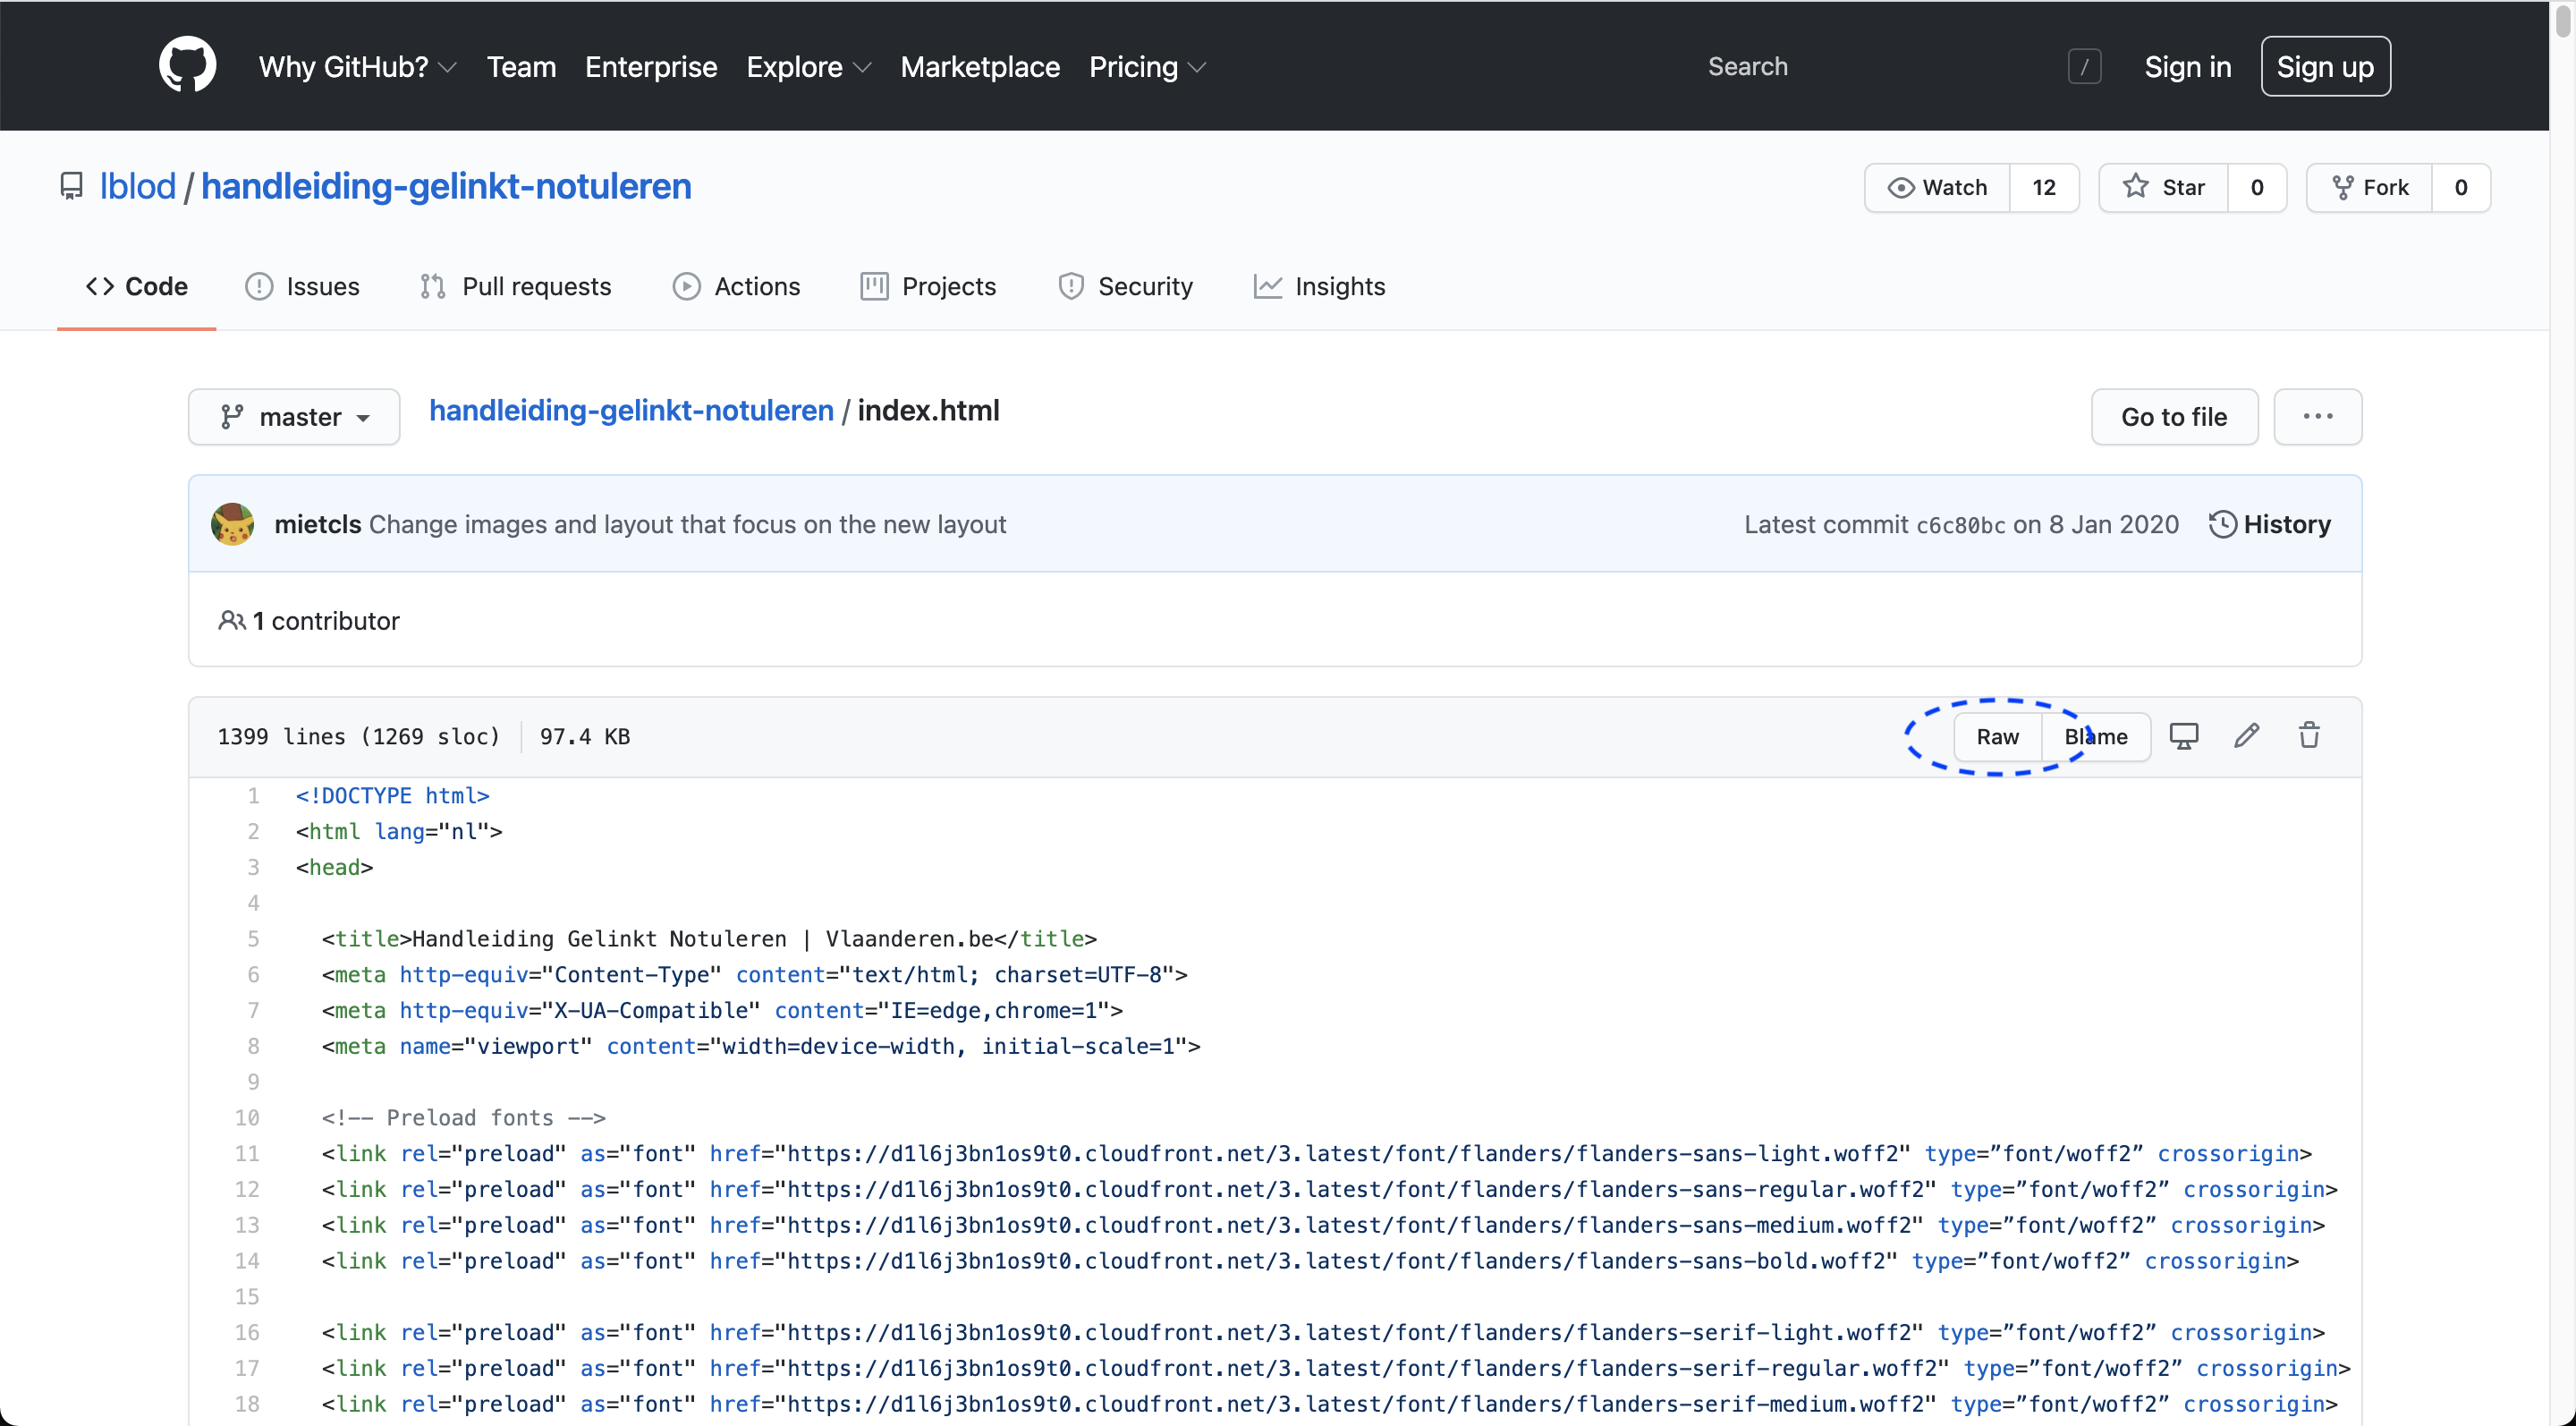 Why GitHub? Team Enterprise Explore Marketplace Pricing Search / Sign in Sign up
lblod / handleiding-gelinkt-notuleren Watch 12 Star 0 Fork 0
<> Code Issues Pull requests Actions Projects Security Insights
master handleiding-gelinkt-notuleren / index.html Go to file ...
mietcls Change images and layout that focus on the new layout Latest commit c6c80bc on 8 Jan 2020 History
1 contributor
1399 lines (1269 sloc) 97.4 KB Raw Blame
1 <!DOCTYPE html>
2 <html lang="nl">
3 <head>
4
5 <title>Handleiding Gelinkt Notuleren | Vlaanderen.be</title>
6 <meta http-equiv="Content-Type" content="text/html; charset=UTF-8">
7 <meta http-equiv="X-UA-Compatible" content="IE=edge,chrome=1">
8 <meta name="viewport" content="width=device-width, initial-scale=1">
9
10 <!-- Preload fonts -->
11 <link rel="preload" as="font" href="https://d1l6j3bn1os9t0.cloudfront.net/3.latest/font/flanders/flanders-sans-light.woff2" type=”font/woff2” crossorigin>
12 <link rel="preload" as="font" href="https://d1l6j3bn1os9t0.cloudfront.net/3.latest/font/flanders/flanders-sans-regular.woff2" type=”font/woff2” crossorigin>
13 <link rel="preload" as="font" href="https://d1l6j3bn1os9t0.cloudfront.net/3.latest/font/flanders/flanders-sans-medium.woff2" type=”font/woff2” crossorigin>
14 <link rel="preload" as="font" href="https://d1l6j3bn1os9t0.cloudfront.net/3.latest/font/flanders/flanders-sans-bold.woff2" type=”font/woff2” crossorigin>
15
16 <link rel="preload" as="font" href="https://d1l6j3bn1os9t0.cloudfront.net/3.latest/font/flanders/flanders-serif-light.woff2" type=”font/woff2” crossorigin>
17 <link rel="preload" as="font" href="https://d1l6j3bn1os9t0.cloudfront.net/3.latest/font/flanders/flanders-serif-regular.woff2" type=”font/woff2” crossorigin>
18 <link rel="preload" as="font" href="https://d1l6j3bn1os9t0.cloudfront.net/3.latest/font/flanders/flanders-serif-medium.woff2" type=”font/woff2” crossorigin>